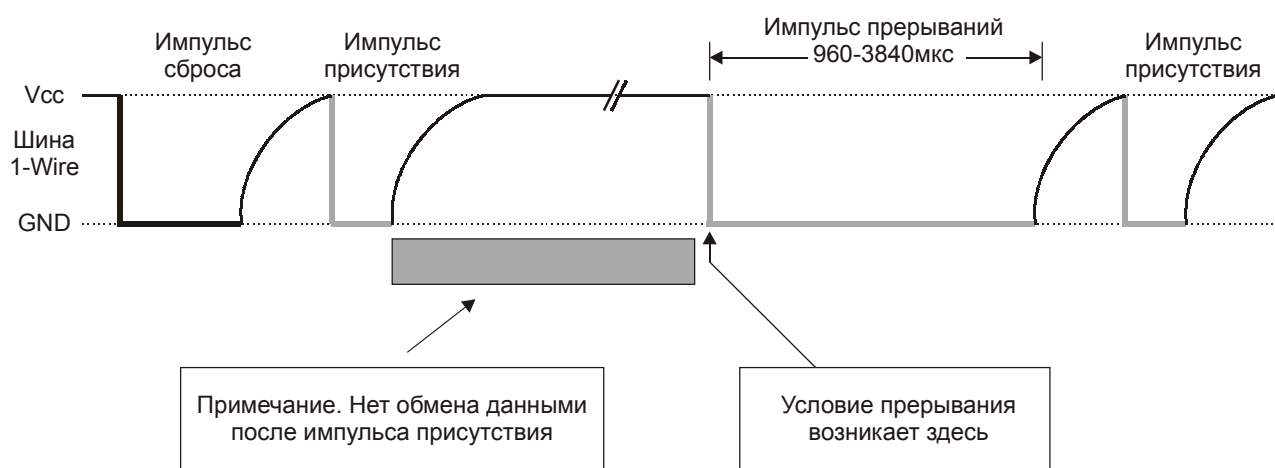 Импульс
сброса
Импульс
присутствия
Импульс прерываний
960-3840мкс
Импульс
присутствия
Vcc
Шина
1-Wire
GND
Примечание. Нет обмена данными
после импульса присутствия
Условие прерывания
возникает здесь